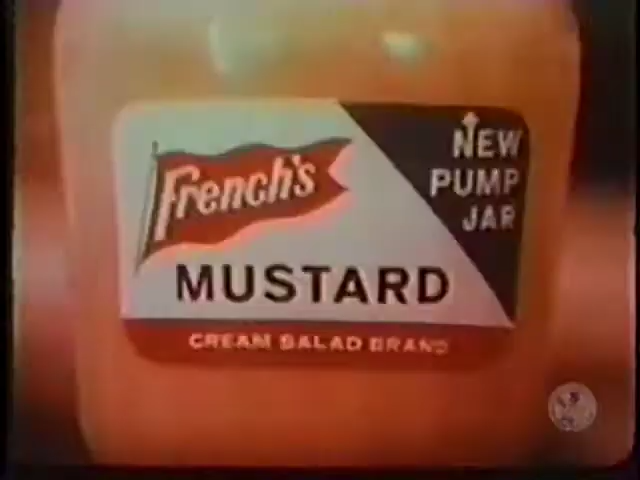 French's
MUSTARD
CREAM SALAD BRAND
NEW
PUMP
JAR